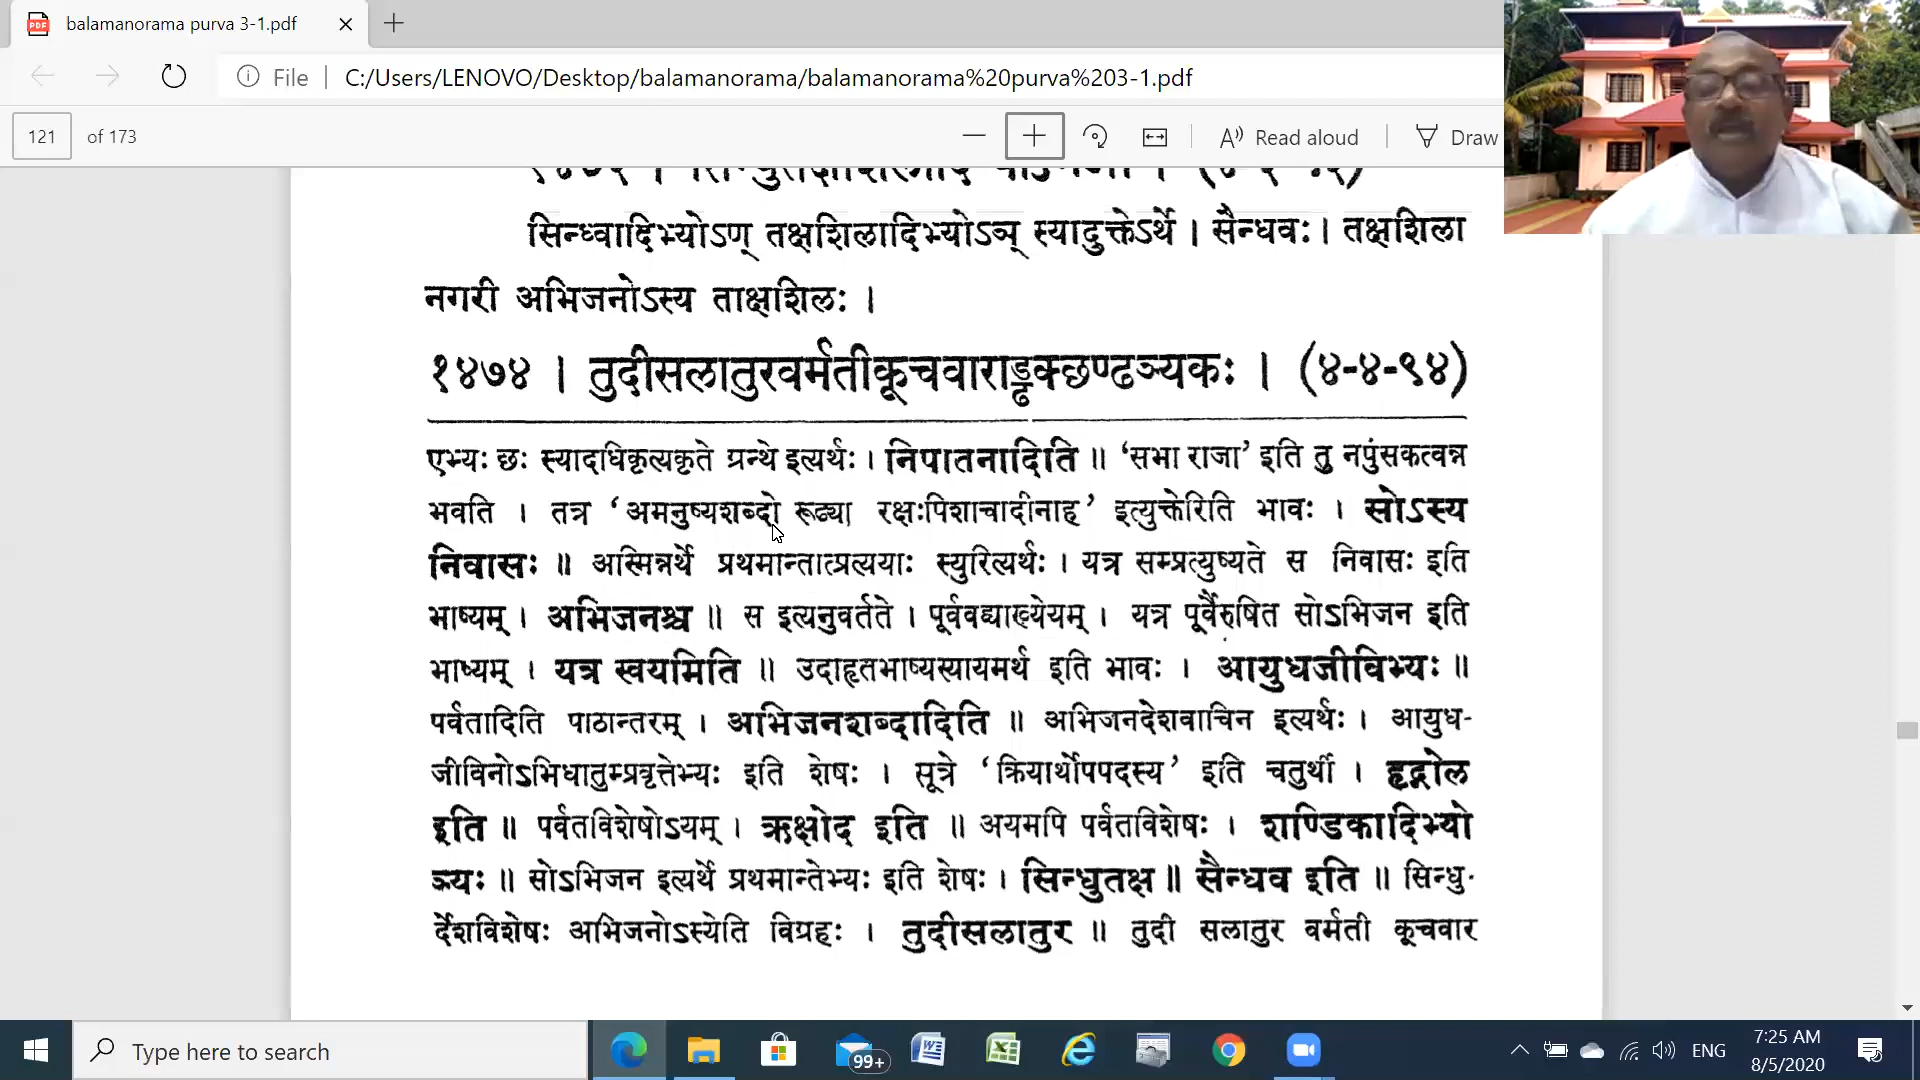 balamanorama purva 3-1.pdf
File C:/Users/LENOVO/Desktop/balamanorama/balamanorama%20purva%203-1.pdf
121 of 173 Read aloud Draw
सिन्ध्वादिभ्योऽण् तक्षशिलादिभ्योऽञ् स्यादुक्तेऽर्थे । सैन्धवः । तक्षशिला
नगरी अभिजनोऽस्य ताक्षशिलः ।
१४७४ । तुदीसलातुरवर्मतीकूचवाराड्ढक्छण्ढञ्यकः । (४-४-९४)
एभ्यः छः स्यादधिकृत्यकृते ग्रन्थे इत्यर्थः । निपातनादिति ॥ ‘सभा राजा’ इति तु नपुंसकत्वन्न
भवति । तत्र ‘अमनुष्यशब्दो रूढ्या रक्षःपिशाचादीनाह’ इत्युक्तेरिति भावः । सोऽस्य
निवासः ॥ अस्मिन्नर्थे प्रथमान्तात्प्रत्ययाः स्युरित्यर्थः । यत्र सम्प्रत्युष्यते स निवासः इति
भाष्यम् । अभिजनश्च ॥ स इत्यनुवर्तते । पूर्ववद्याख्येयम् । यत्र पूर्वैरुषित सोऽभिजन इति
भाष्यम् । यत्र स्वयमिति ॥ उदाहृतभाष्यस्यायमर्थ इति भावः । आयुधजीविभ्यः ॥
पर्वतादिति पाठान्तरम् । अभिजनशब्दादिति ॥ अभिजनदेशवाचिन इत्यर्थः । आयुध-
जीविनोऽभिधातुम्प्रवृत्तेभ्यः इति शेषः । सूत्रे ‘क्रियार्थोपपदस्य’ इति चतुर्थी । हृद्गोल
इति ॥ पर्वतविशेषोऽयम् । ऋक्षोद इति ॥ अयमपि पर्वतविशेषः । शाण्डिकादिभ्यो
ञ्यः ॥ सोऽभिजन इत्यर्थे प्रथमान्तेभ्यः इति शेषः । सिन्धुतक्ष ॥ सैन्धव इति ॥ सिन्धु-
र्देशविशेषः अभिजनोऽस्येति विग्रहः । तुदीसलातुर ॥ तुदी सलातुर वर्मती कूचवार
Type here to search
99+
ENG
7:25 AM
8/5/2020